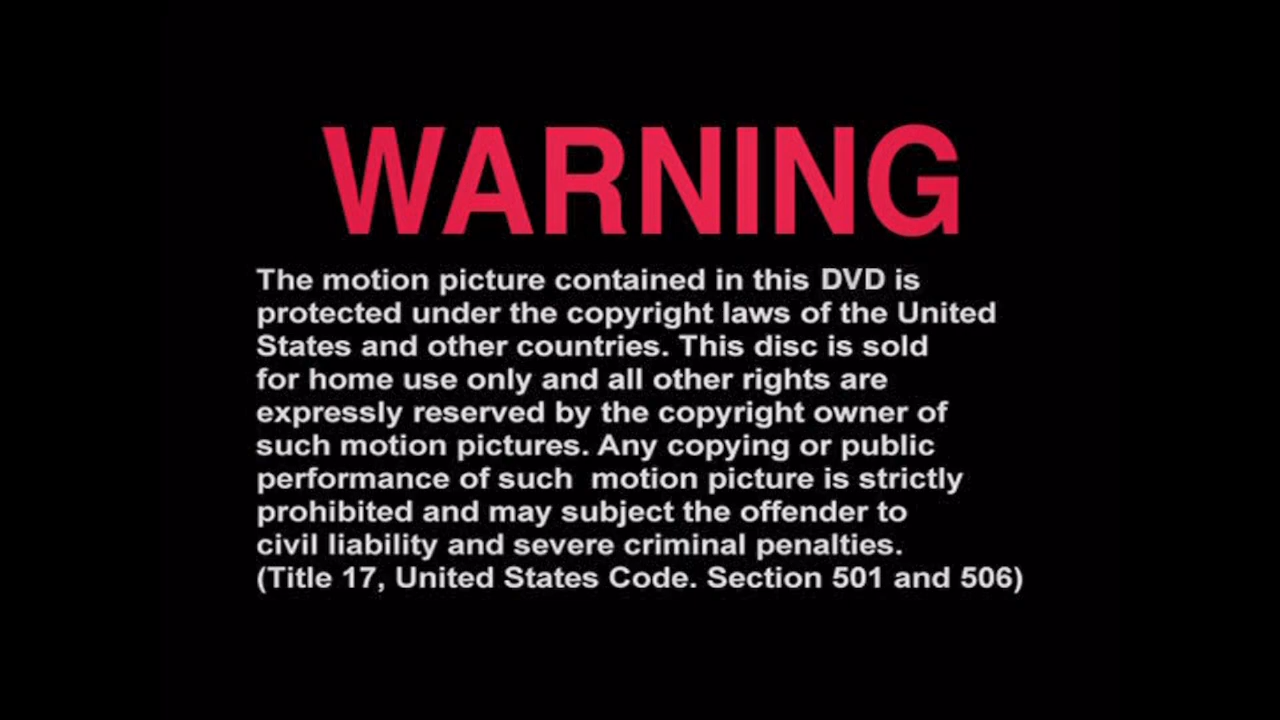 WARNING
The motion picture contained in this DVD is
protected under the copyright laws of the United
States and other countries. This disc is sold
for home use only and all other rights are
expressly reserved by the copyright owner of
such motion pictures. Any copying or public
performance of such  motion picture is strictly
prohibited and may subject the offender to
civil liability and severe criminal penalties.
(Title 17, United States Code. Section 501 and 506)